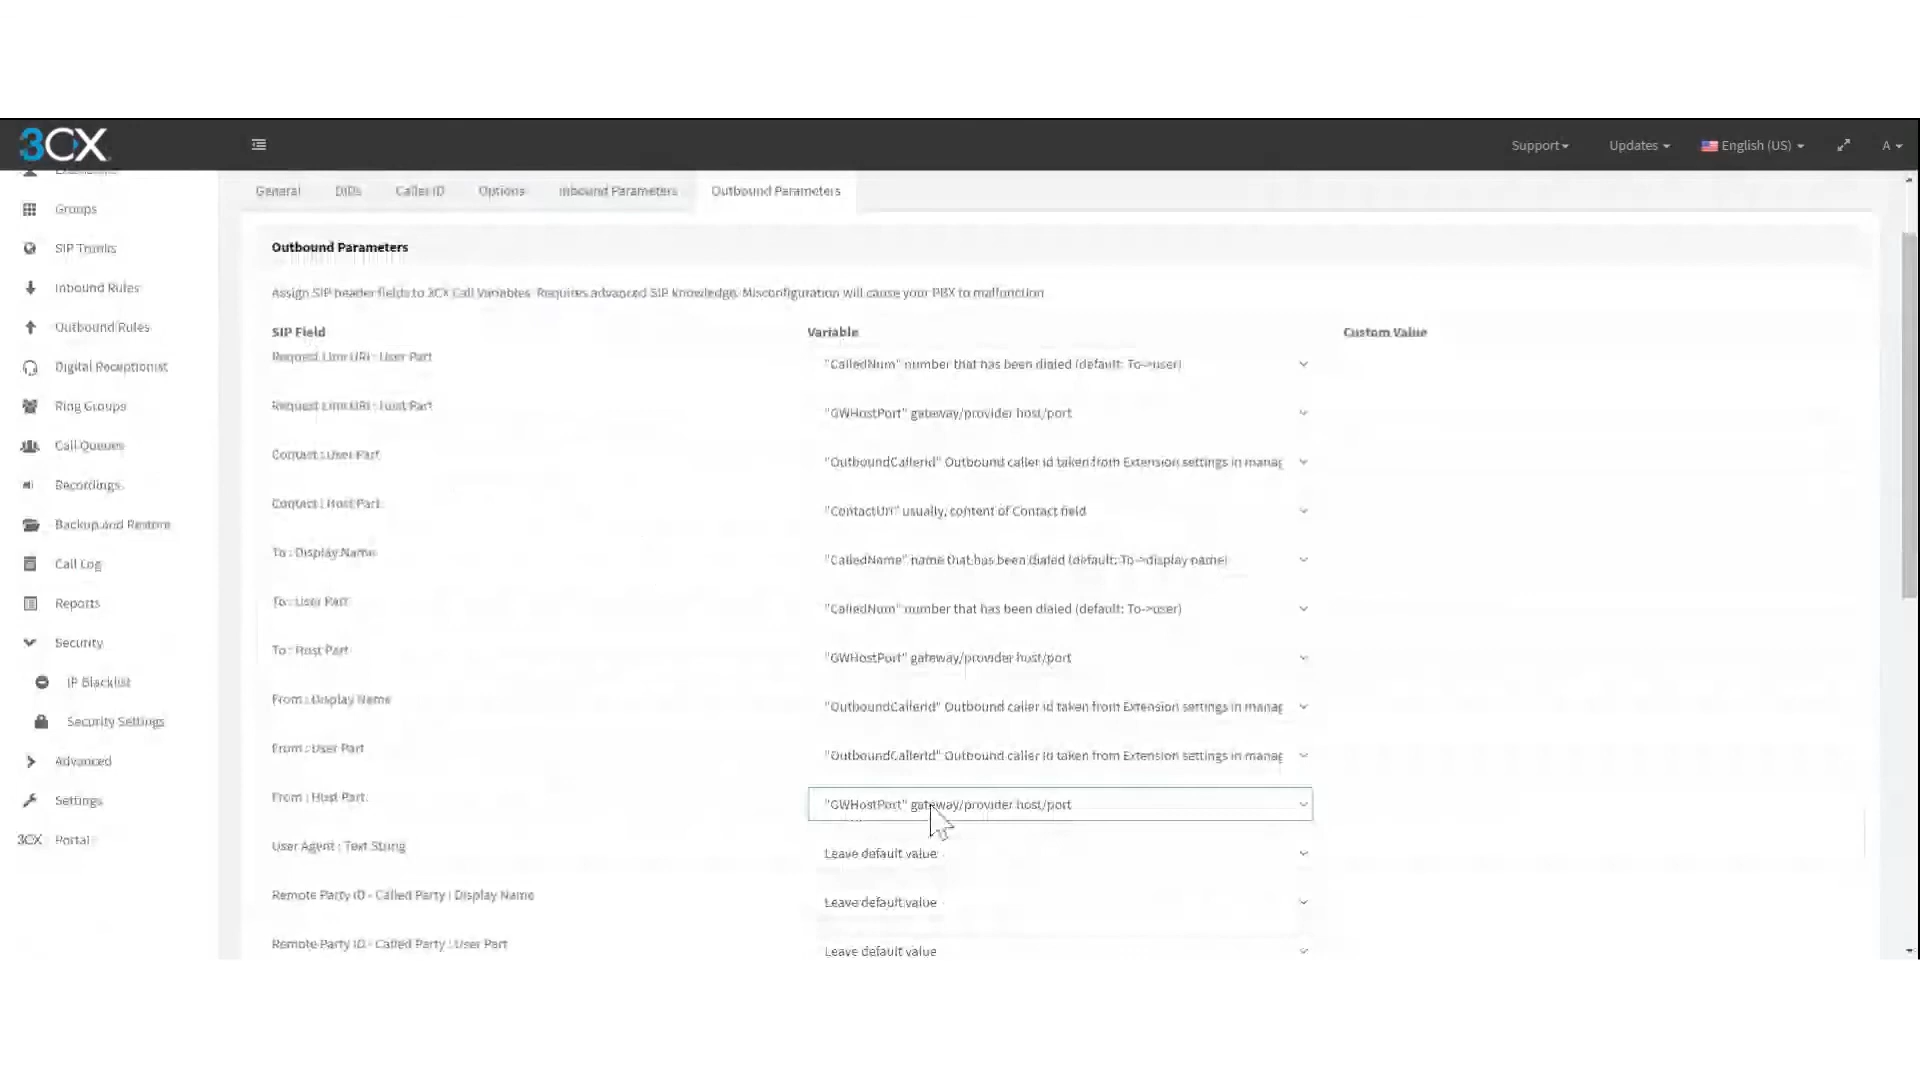 3CX
Support
Updates
English (US)
A
General
DIDs
Caller ID
Options
Inbound Parameters
Outbound Parameters
Groups
SIP Trunks
Inbound Rules
Outbound Rules
Digital Receptionist
Ring Groups
Call Queues
Recordings
Backup and Restore
Call Log
Reports
Security
IP Blacklist
Security Settings
Advanced
Settings
3CX Portal
Outbound Parameters
Assign SIP header fields to 3CX Call Variables. Requires advanced SIP knowledge. Misconfiguration will cause your PBX to malfunction
SIP Field Variable Custom Value
Request Line URI : User Part "CalledNum" number that has been dialed (default: To->user)
Request Line URI : Host Part "GWHostPort" gateway/provider host/port
Contact : User Part "OutboundCallerId" Outbound caller id taken from Extension settings in manag
Contact : Host Part "ContactUri" usually, content of Contact field
To : Display Name "CalledName" name that has been dialed (default: To->display name)
To : User Part "CalledNum" number that has been dialed (default: To->user)
To : Host Part "GWHostPort" gateway/provider host/port
From : Display Name "OutboundCallerId" Outbound caller id taken from Extension settings in manag
From : User Part "OutboundCallerId" Outbound caller id taken from Extension settings in manag
From : Host Part "GWHostPort" gateway/provider host/port
User Agent : Text String Leave default value
Remote Party ID - Called Party : Display Name Leave default value
Remote Party ID - Called Party : User Part Leave default value